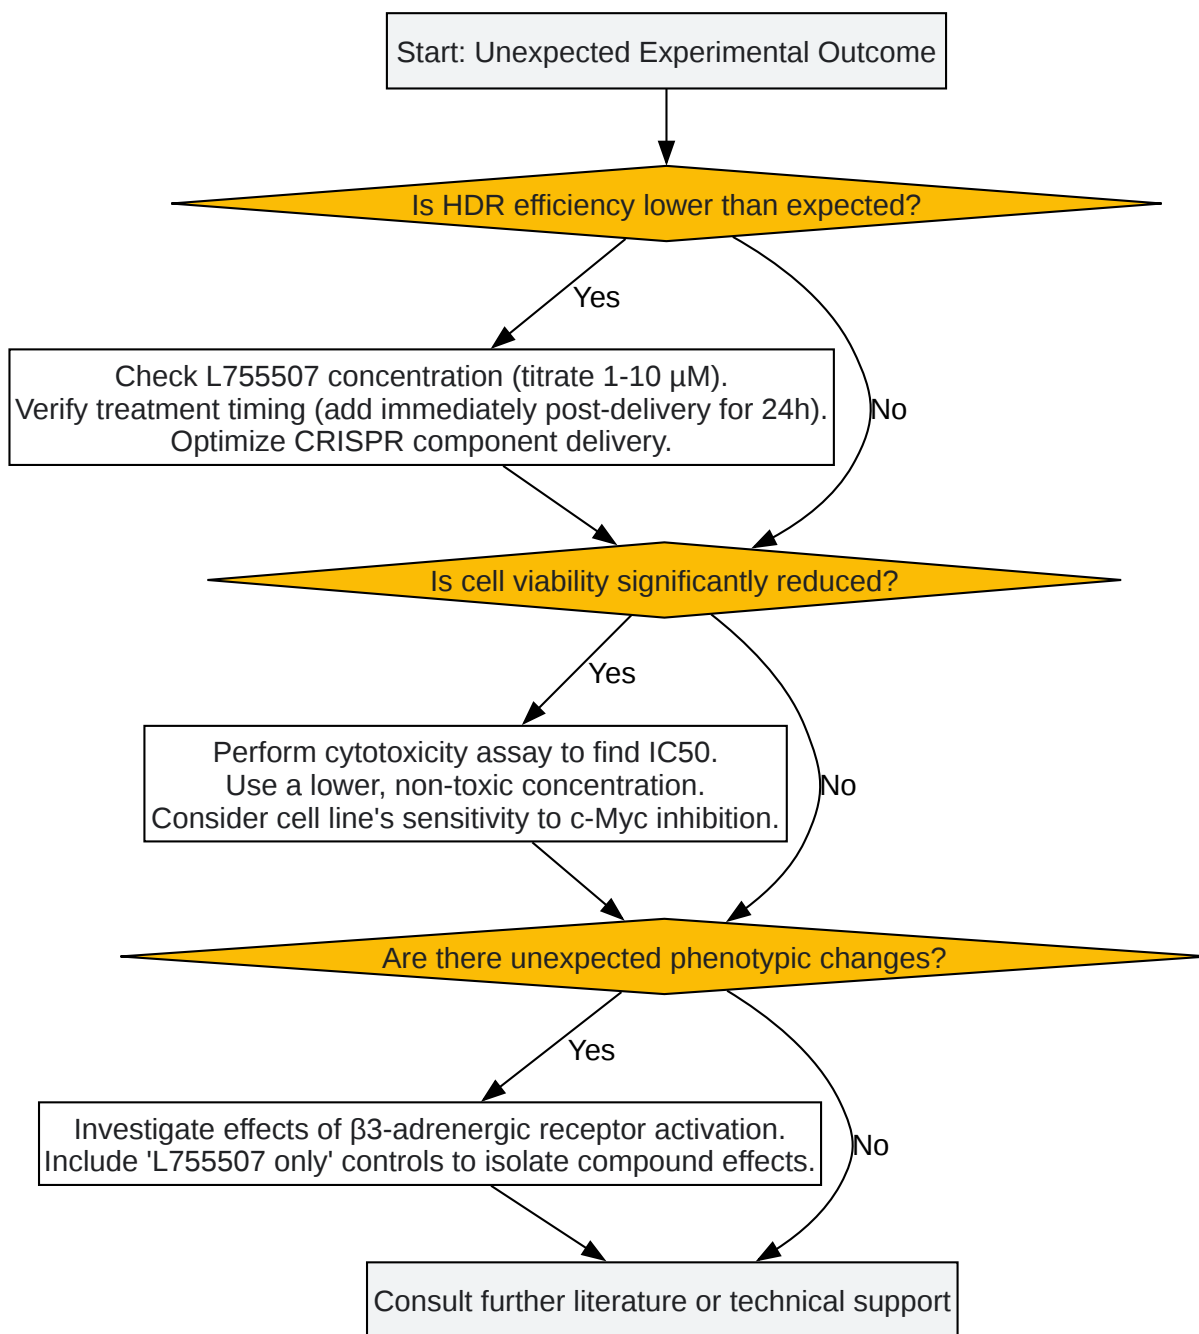 Start: Unexpected Experimental Outcome
Is HDR efficiency lower than expected?
Yes
Check L755507 concentration (titrate 1-10 µM).
Verify treatment timing (add immediately post-delivery for 24h).
Optimize CRISPR component delivery.
No
Is cell viability significantly reduced?
Yes
Perform cytotoxicity assay to find IC50.
Use a lower, non-toxic concentration.
Consider cell line's sensitivity to c-Myc inhibition.
No
Are there unexpected phenotypic changes?
Yes
Investigate effects of β3-adrenergic receptor activation.
Include 'L755507 only' controls to isolate compound effects.
No
Consult further literature or technical support